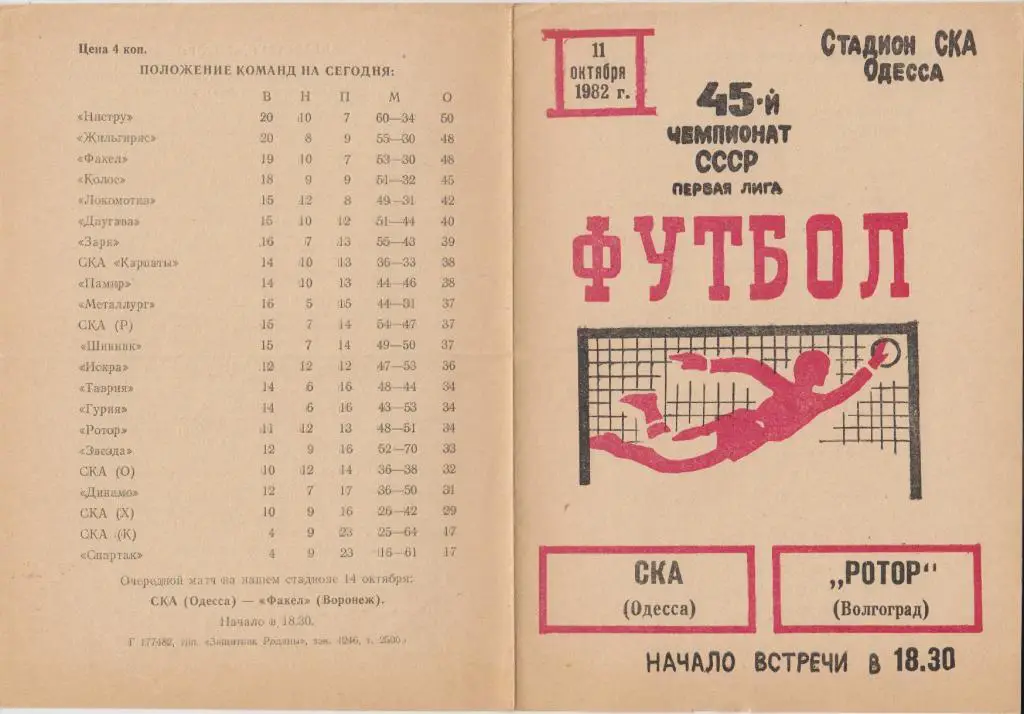 Цена 4 коп.
ПОЛОЖЕНИЕ КОМАНД НА СЕГОДНЯ:
В Н П М О
«Нистру» 20 10 7 60—34 50
«Жальгирис» 20 8 9 55—30 48
«Факел» 19 10 7 53—30 48
«Колос» 18 9 9 51—32 45
«Локомотив» 15 12 8 49—31 42
«Даугава» 15 10 12 51—44 40
«Заря» 16 7 13 55—43 39
СКА «Карпаты» 14 10 13 36—33 38
«Памир» 14 10 13 44—46 38
«Металлург» 16 5 15 44—31 37
СКА (Р) 15 7 14 54—47 37
«Шинник» 15 7 14 49—50 37
«Искра» 12 12 12 47—53 36
«Таврия» 14 6 16 48—44 34
«Гурия» 14 6 16 43—53 34
«Ротор» 11 12 13 48—51 34
«Звезда» 12 9 15 52—70 33
СКА (О) 10 12 14 36—38 32
«Динамо» 12 7 17 36—50 31
СКА (Х) 10 9 16 26—42 29
СКА (К) 4 9 23 25—64 17
«Спартак» 4 9 23 16—61 17
Очередной матч на нашем стадионе 14 октября:
СКА (Одесса) — «Факел» (Воронеж).
Начало в 18.30.
Г 177482, тип. «Защитник Родины», зак. 4246, т. 2500
11
октября
1982 г.
Стадион СКА
Одесса
45-й
ЧЕМПИОНАТ
СССР
ПЕРВАЯ ЛИГА
ФУТБОЛ
СКА
(Одесса)
„РОТОР"
(Волгоград)
НАЧАЛО ВСТРЕЧИ В 18.30